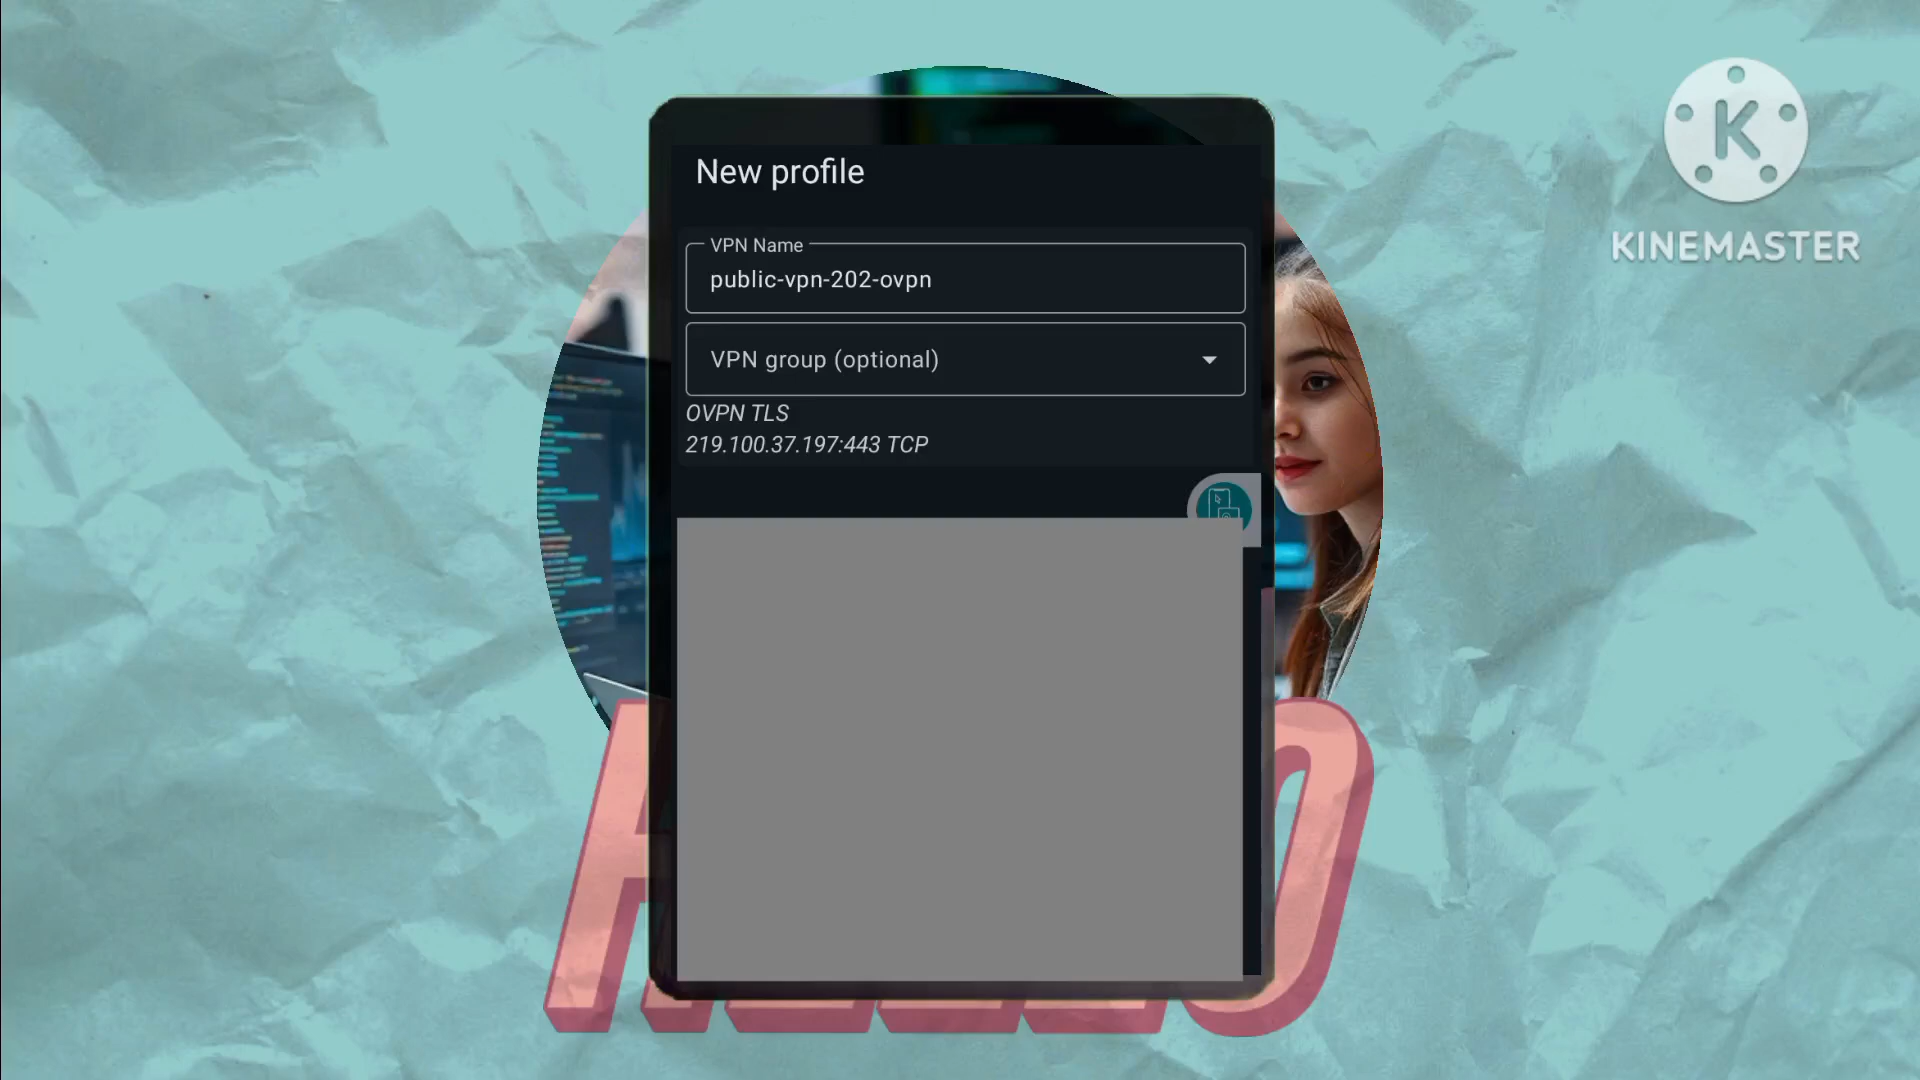 New profile
VPN Name
public-vpn-202-ovpn
VPN group (optional)
OVPN TLS
219.100.37.197:443 TCP
K
KINEMASTER